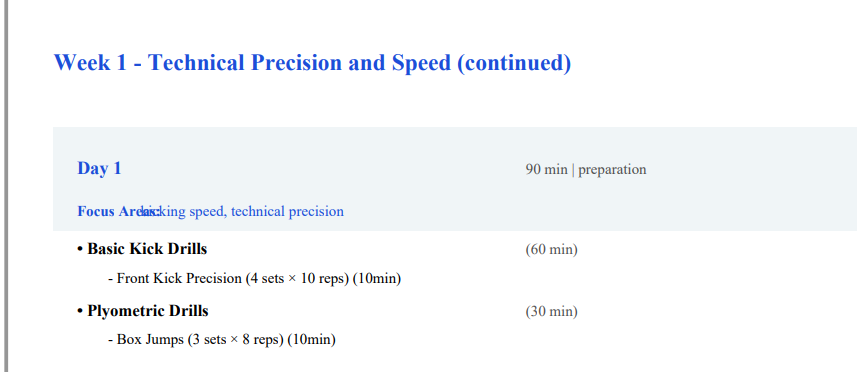 Week 1 - Technical Precision and Speed (continued)
Day 1 90 min | preparation
Focus Areas: kicking speed, technical precision
• Basic Kick Drills (60 min)
- Front Kick Precision (4 sets × 10 reps) (10min)
• Plyometric Drills (30 min)
- Box Jumps (3 sets × 8 reps) (10min)